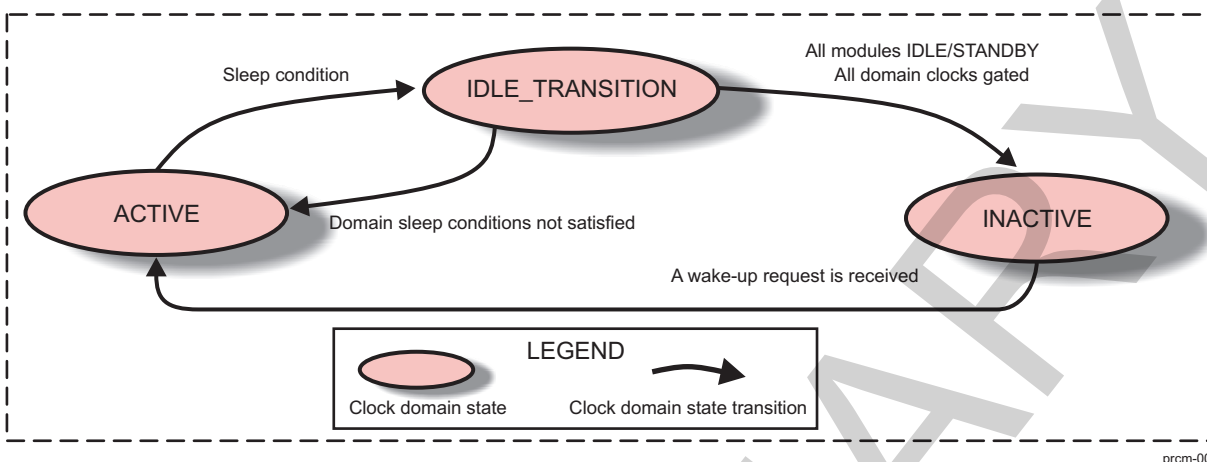 All modules IDLE/STANDBY
Sleep condition
IDLE_TRANSITION
All domain clocks gated
ACTIVE
Domain sleep conditions not satisfied
INACTIVE
A wake-up request is received
LEGEND
Clock domain state
Clock domain state transition